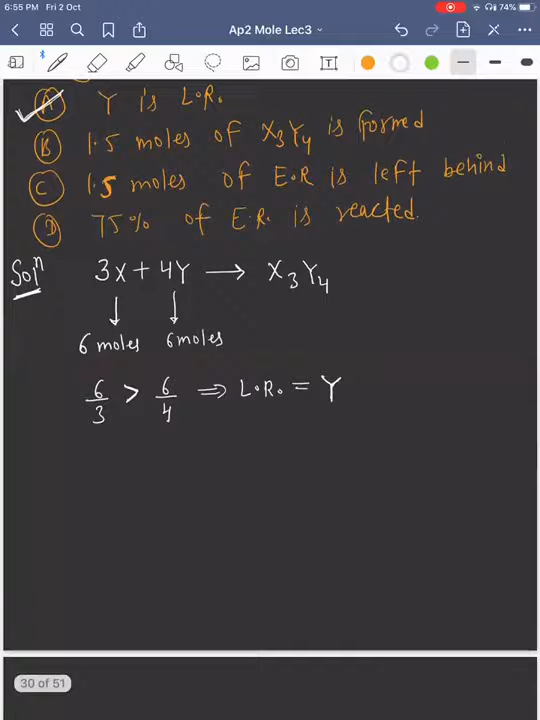 6:55 PM Fri 2 Oct
74%
Ap2 Mole Lec3
T
(A) Y is L.R.
(B) 1.5 moles of X3Y4 is formed
(C) 1.5 moles of E.R is left behind
(D) 75% of E.R. is reacted.
Solⁿ 3X + 4Y → X3Y4
6 moles 6 moles
6/3 > 6/4 ⇒ L.R. = Y
30 of 51